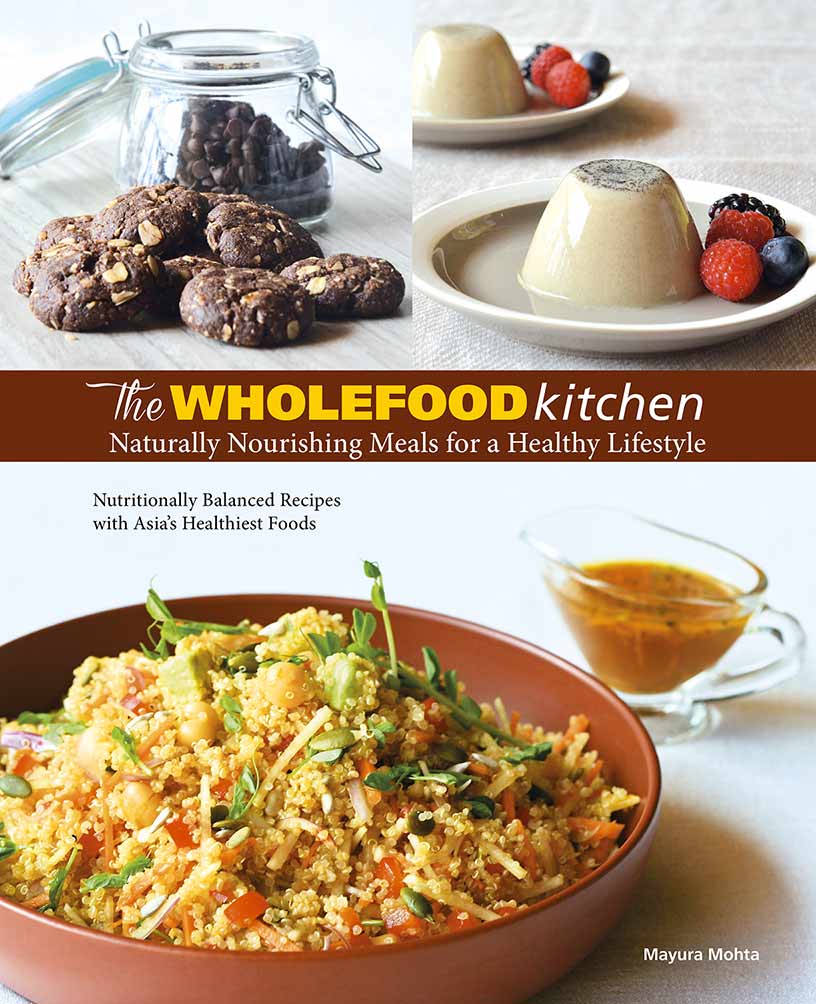 The WHOLEFOOD kitchen
Naturally Nourishing Meals for a Healthy Lifestyle
Nutritionally Balanced Recipes
with Asia's Healthiest Foods
Mayura Mohta